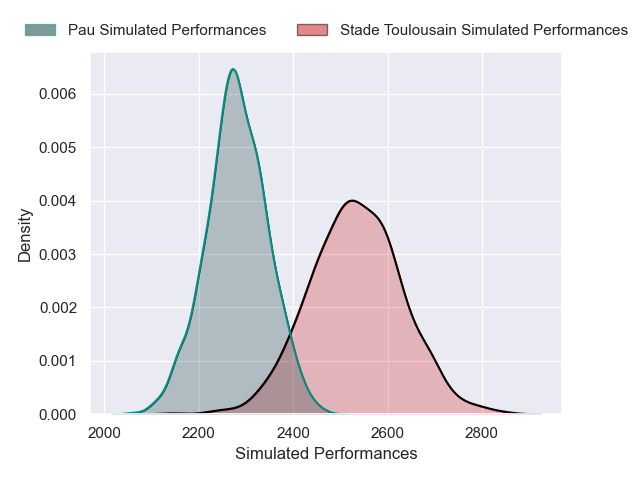 Pau Simulated Performances
Stade Toulousain Simulated Performances
0.006
0.005
0.004
0.003
0.002
0.001
0.000
Density
2000 2200 2400 2600 2800
Simulated Performances